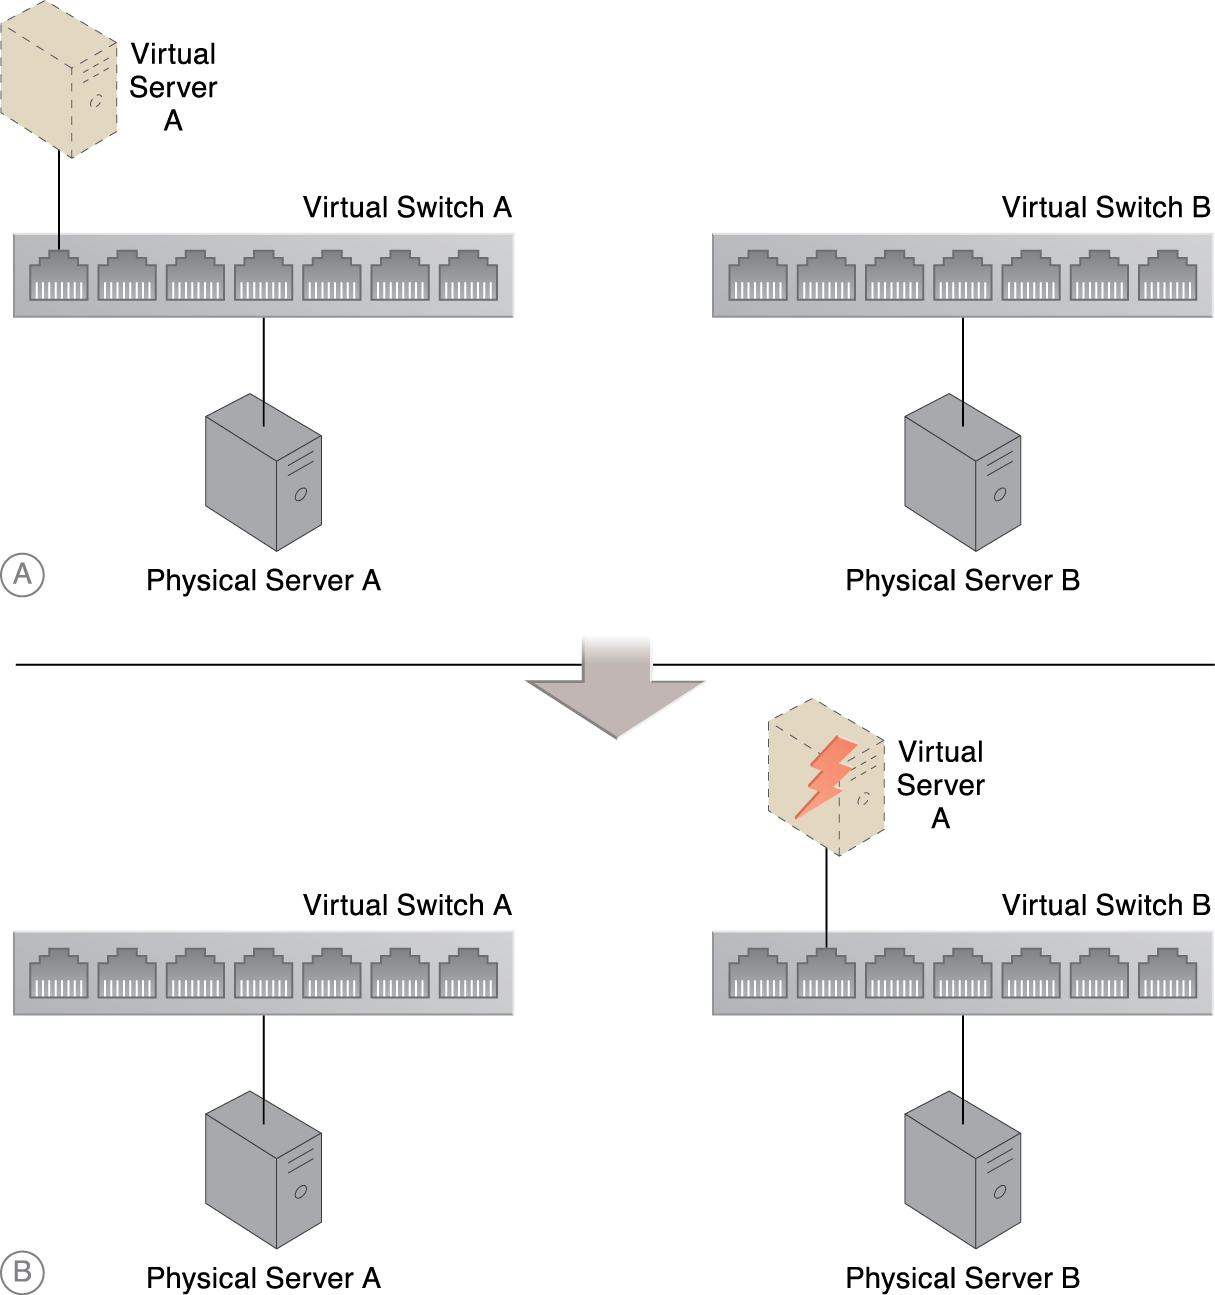 Virtual
Server
A
Virtual Switch A
Virtual Switch B
Physical Server A
Physical Server B
A
Virtual
Server
A
Virtual Switch A
Virtual Switch B
Physical Server A
Physical Server B
B